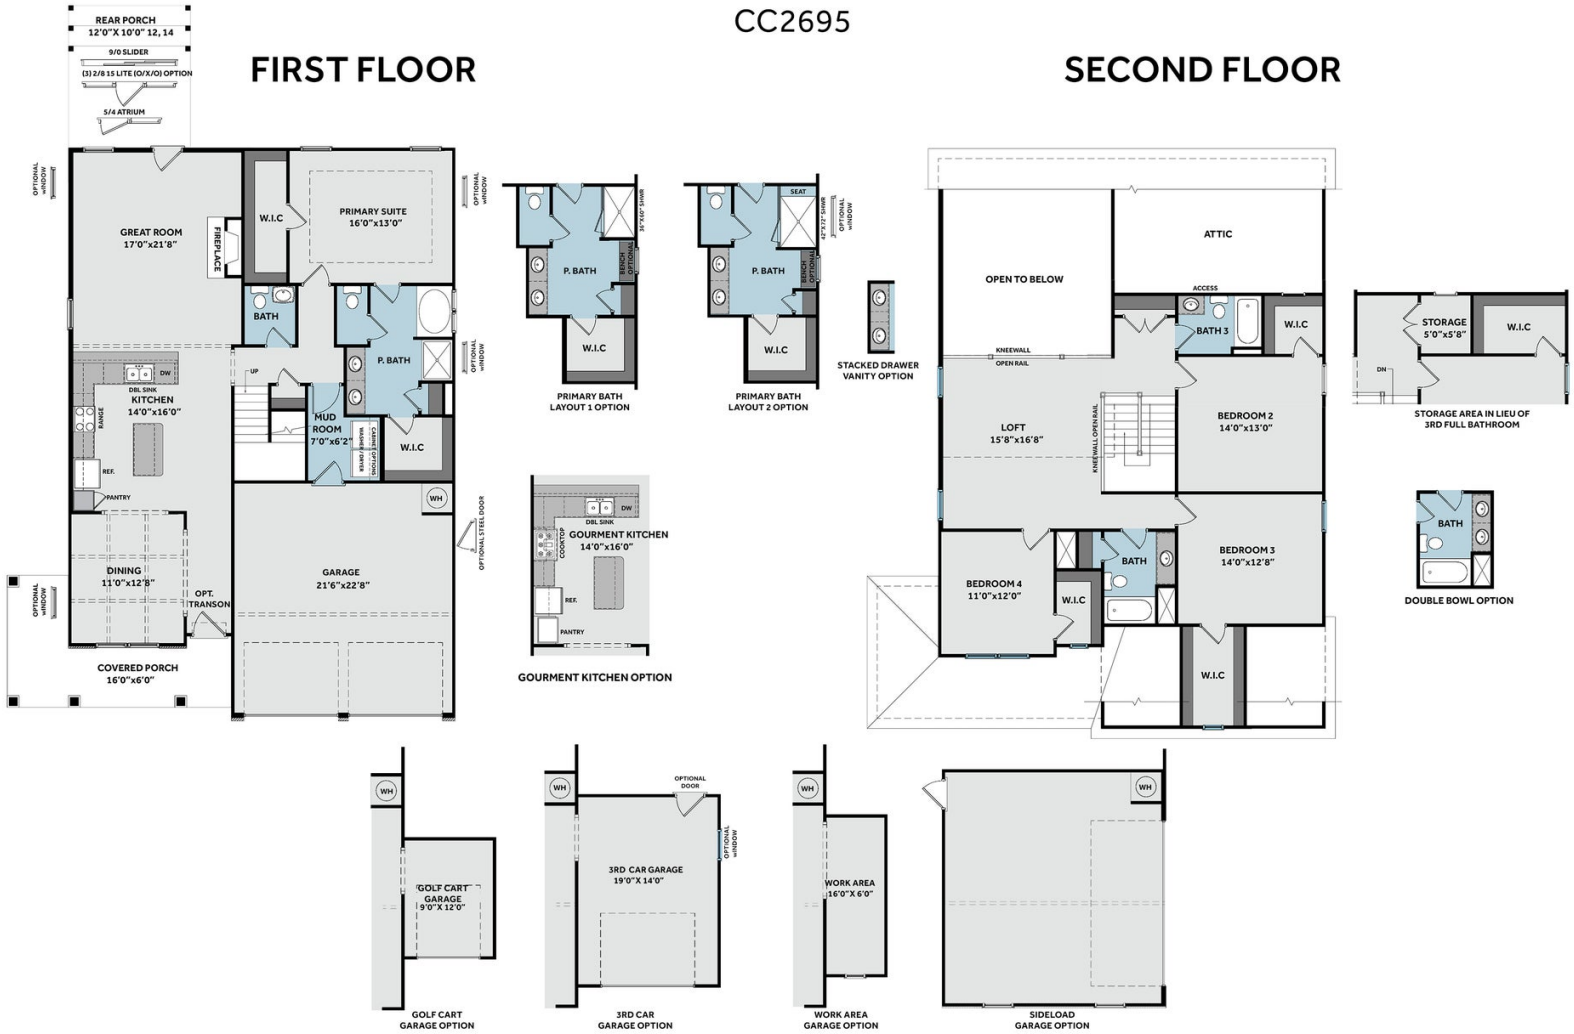 CC2695
FIRST FLOOR
SECOND FLOOR
REAR PORCH
12'0"X 10'0" 12, 14
9/0 SLIDER
(3) 2/8 15 LITE (O/X/O) OPTION
5/4 ATRIUM
OPTIONAL
wINDOW
GREAT ROOM
17'0"x21'8"
FIREPLACE
W.I.C
PRIMARY SUITE
16'0"x13'0"
OPTIONAL
wINDOW
BATH
P. BATH
OPTIONAL
wINDOW
UP
DW
DBL SINK
KITCHEN
14'0"x16'0"
RANGE
REF.
PANTRY
MUD
ROOM
7'0"x6'2"
WASHER / DRYER
CABINET OPTIONS
W.I.C
WH
OPTIONAL STEEL DOOR
DINING
11'0"x12'8"
OPTIONAL
wINDOW
OPT.
TRANSON
GARAGE
21'6"x22'8"
COVERED PORCH
16'0"x6'0"
36"X60" SHWR
P. BATH
BENCH
OPTIONAL
W.I.C
PRIMARY BATH
LAYOUT 1 OPTION
SEAT
42"X72" SHWR
OPTIONAL
wINDOW
P. BATH
BENCH
OPTIONAL
W.I.C
PRIMARY BATH
LAYOUT 2 OPTION
STACKED DRAWER
VANITY OPTION
DW
DBL SINK
COOKTOP
GOURMENT KITCHEN
14'0"x16'0"
REF.
PANTRY
GOURMENT KITCHEN OPTION
OPEN TO BELOW
ATTIC
ACCESS
BATH 3
W.I.C
KNEEWALL
OPEN RAIL
LOFT
15'8"x16'8"
KNEEWALL OPEN RAIL
BEDROOM 2
14'0"x13'0"
BEDROOM 3
14'0"x12'8"
BEDROOM 4
11'0"x12'0"
BATH
W.I.C
W.I.C
STORAGE
5'0"x5'8"
W.I.C
DN
STORAGE AREA IN LIEU OF
3RD FULL BATHROOM
BATH
DOUBLE BOWL OPTION
WH
GOLF CART
GARAGE
9'0"X 12'0"
GOLF CART
GARAGE OPTION
WH
OPTIONAL
DOOR
OPTIONAL
wINDOW
3RD CAR GARAGE
19'0"X 14'0"
3RD CAR
GARAGE OPTION
WH
WORK AREA
16'0"X 6'0"
WORK AREA
GARAGE OPTION
WH
SIDELOAD
GARAGE OPTION